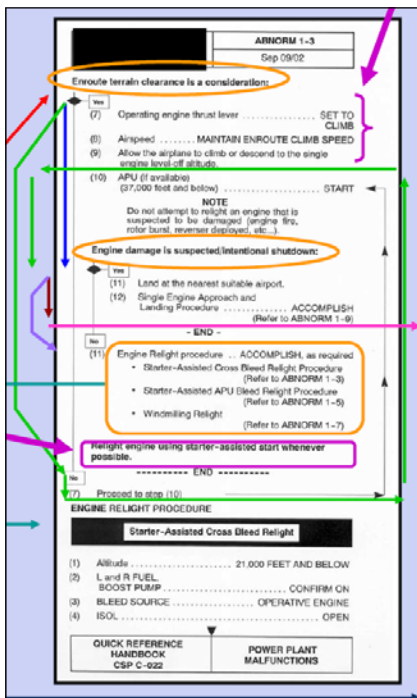 ABNORM 1-3
Sep 09/02
Enroute terrain clearance is a consideration:
Yes
(7) Operating engine thrust lever .................. SET TO
CLIMB
(8) Airspeed ........ MAINTAIN ENROUTE CLIMB SPEED
(9) Allow the airplane to climb or descend to the single
engine level-off altitude.
(10) APU (if available)
(37,000 feet and below) ........................... START
NOTE
Do not attempt to relight an engine that is
suspected to be damaged (engine fire,
rotor burst, reverser deployed, etc...).
Engine damage is suspected/intentional shutdown:
Yes
(11) Land at the nearest suitable airport.
(12) Single Engine Approach and
Landing Procedure ............ ACCOMPLISH
(Refer to ABNORM 1-9)
- END -
No
(11) Engine Relight procedure .. ACCOMPLISH, as required
• Starter-Assisted Cross Bleed Relight Procedure
(Refer to ABNORM 1-3)
• Starter-Assisted APU Bleed Relight Procedure
(Refer to ABNORM 1-5)
• Windmilling Relight
(Refer to ABNORM 1-7)
Relight engine using starter-assisted start whenever
possible.
---------- END ----------
No
(7) Proceed to step (10)
ENGINE RELIGHT PROCEDURE
Starter-Assisted Cross Bleed Relight
(1) Altitude ........................ 21,000 FEET AND BELOW
(2) L and R FUEL,
BOOST PUMP .............................. CONFIRM ON
(3) BLEED SOURCE .................. OPERATIVE ENGINE
(4) ISOL ............................................... OPEN
QUICK REFERENCE
HANDBOOK
CSP C-022
POWER PLANT
MALFUNCTIONS